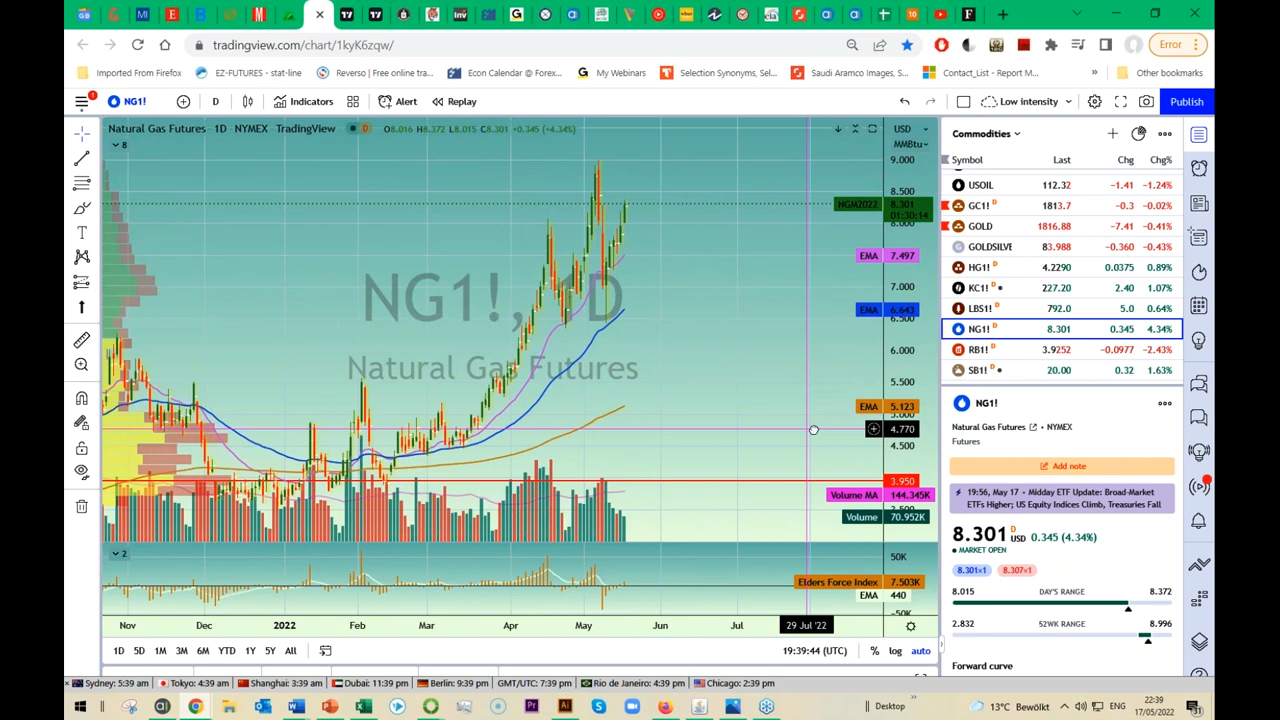 tradingview.com/chart/1kyK6zqw/
Error
Imported From Firefox
EZ-FUTURES - stat-line
Reverso | Free online tra...
Econ Calendar @ Forex...
My Webinars
Selection Synonyms, Sel...
Saudi Aramco Images, S...
Contact_List - Report M...
Other bookmarks
NG1!
D
Indicators
Alert
Replay
Low intensity
Publish
Natural Gas Futures 1D NYMEX TradingView
D
O8.016 H8.372 L8.015 C8.301 +0.345 (+4.34%)
USD
MMBtu
8
9.000
8.500
NGM2022
8.301
01:30:14
8.000
EMA 7.497
7.000
EMA 6.643
6.500
6.000
5.500
EMA 5.123
5.000
4.770
4.500
3.950
Volume MA 144.345K
3.500
Volume 70.952K
NG1!, 1D
Natural Gas Futures
2
50K
Elders Force Index 7.503K
EMA 440
-50K
Nov Dec 2022 Feb Mar Apr May Jun Jul 29 Jul '22
1D 5D 1M 3M 6M YTD 1Y 5Y All
19:39:44 (UTC)
% log auto
Commodities
Symbol Last Chg Chg%
USOIL 112.32 −1.41 −1.24%
GC1! D 1813.7 −0.3 −0.02%
GOLD 1816.88 −7.41 −0.41%
GOLDSILVE 83.988 −0.360 −0.43%
HG1! D 4.2290 0.0375 0.89%
KC1! 227.20 2.40 1.07%
LBS1! D 792.0 5.0 0.64%
NG1! D 8.301 0.345 4.34%
RB1! D 3.9252 −0.0977 −2.43%
SB1! 20.00 0.32 1.63%
NG1!
Natural Gas Futures • NYMEX
Futures
Add note
19:56, May 17 • Midday ETF Update: Broad-Market
ETFs Higher; US Equity Indices Climb, Treasuries Fall
8.301 D USD 0.345 (4.34%)
MARKET OPEN
8.301×1 8.307×1
8.015 DAY'S RANGE 8.372
2.832 52WK RANGE 8.996
Forward curve
Sydney: 5:39 am
Tokyo: 4:39 am
Shanghai: 3:39 am
Dubai: 11:39 pm
Berlin: 9:39 pm
GMT/UTC: 7:39 pm
Rio de Janeiro: 4:39 pm
Chicago: 2:39 pm
Desktop
13°C Bewölkt
22:39
17/05/2022